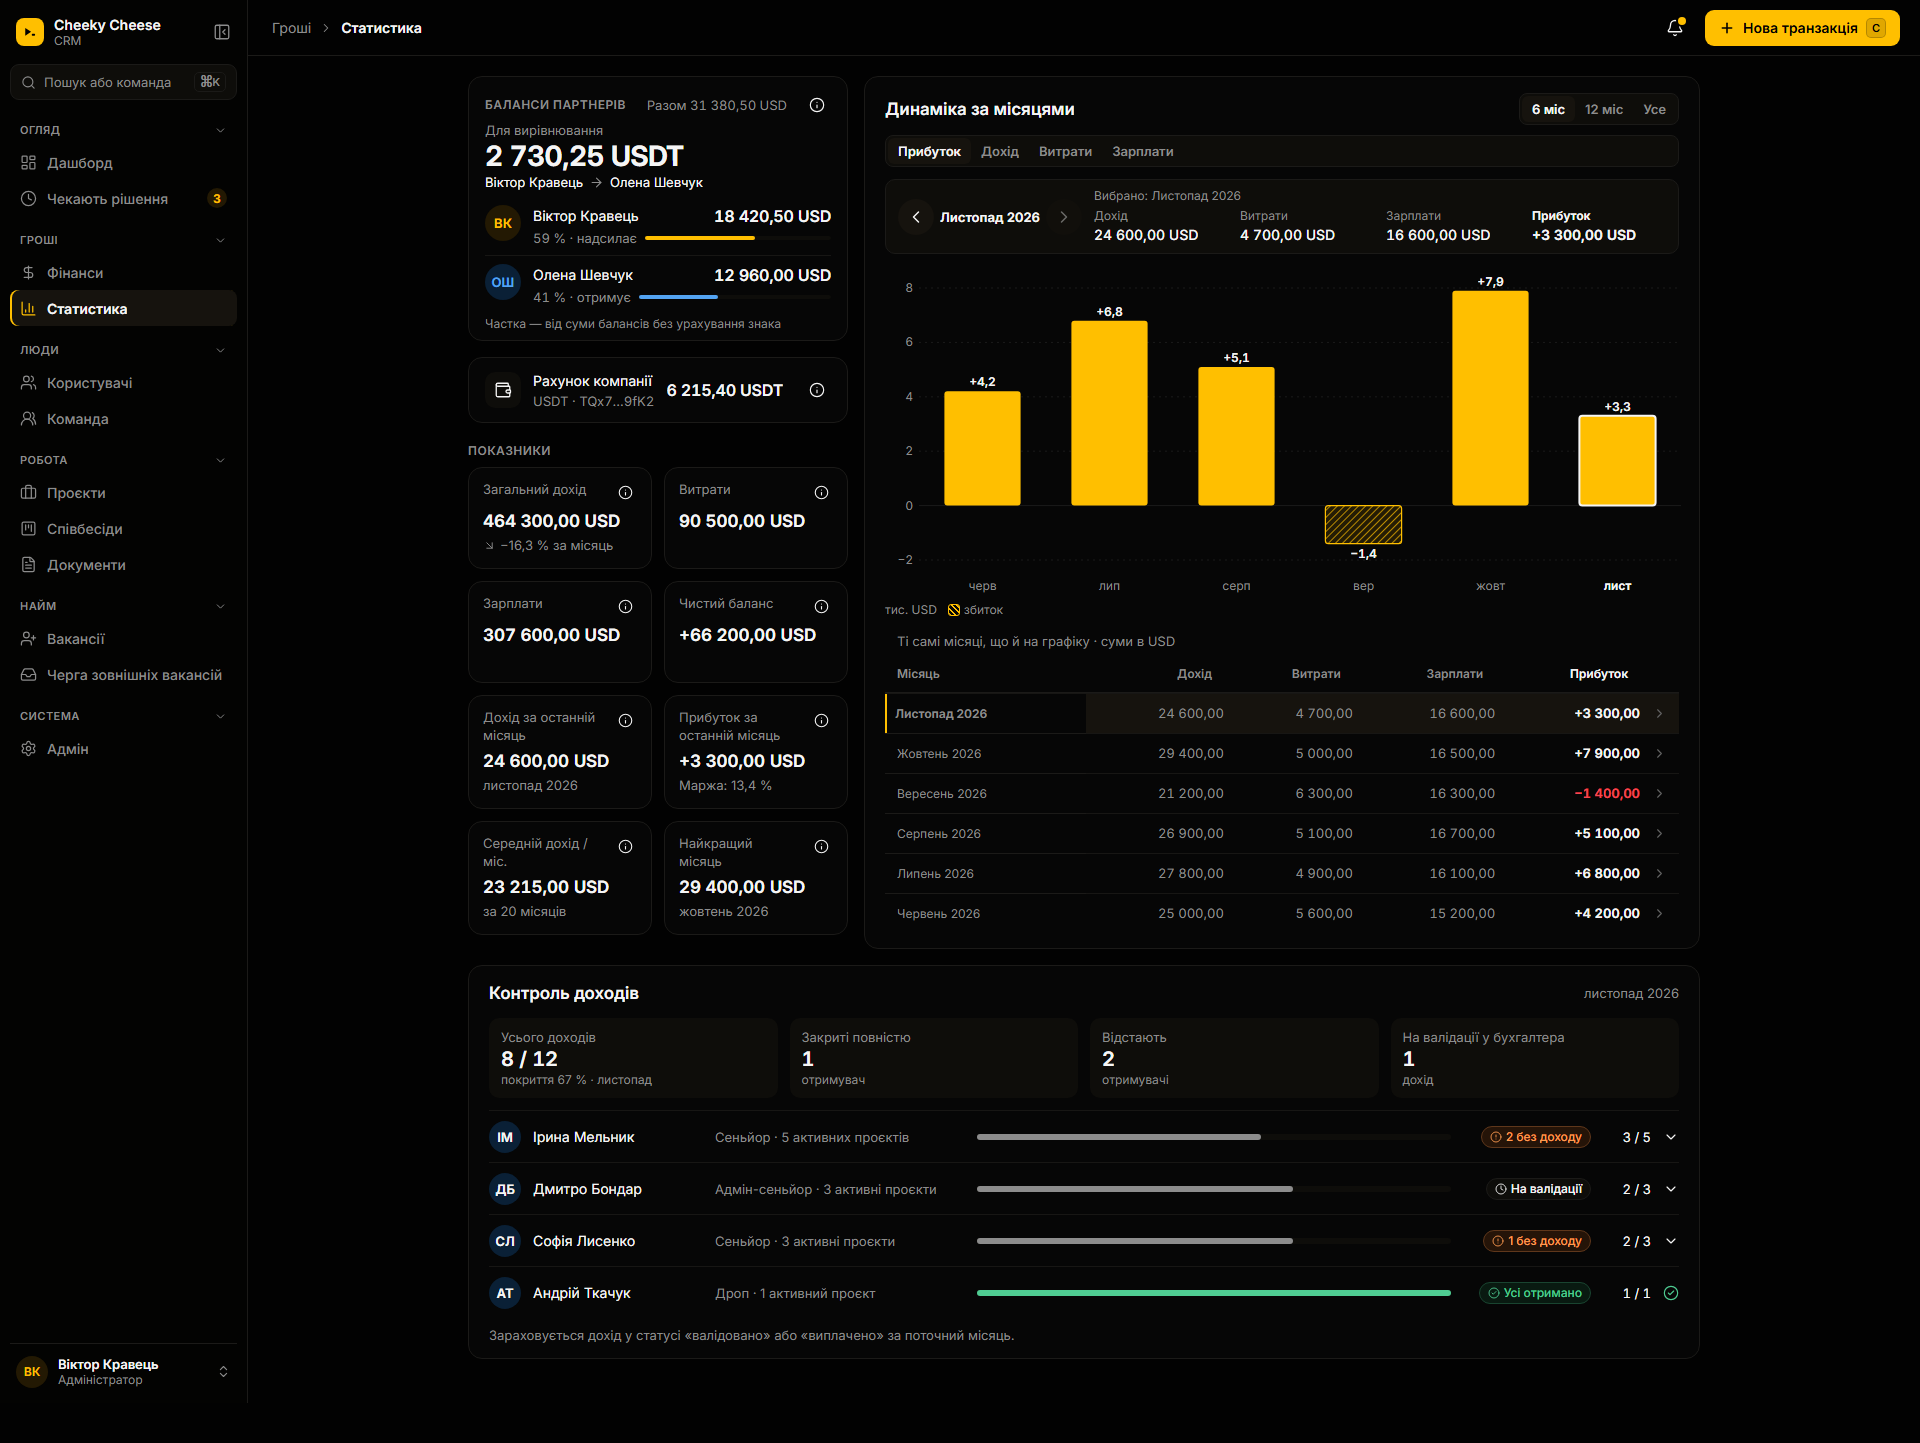 Cheeky Cheese
CRM
Пошук або команда ⌘K
ОГЛЯД
Дашборд
Чекають рішення 3
ГРОШІ
Фінанси
Статистика
ЛЮДИ
Користувачі
Команда
РОБОТА
Проєкти
Співбесіди
Документи
НАЙМ
Вакансії
Черга зовнішніх вакансій
СИСТЕМА
Адмін
ВК Віктор Кравець
Адміністратор
Гроші > Статистика
+ Нова транзакція C
БАЛАНСИ ПАРТНЕРІВ Разом 31 380,50 USD
Для вирівнювання
2 730,25 USDT
Віктор Кравець → Олена Шевчук
ВК Віктор Кравець 18 420,50 USD
59 % · надсилає
ОШ Олена Шевчук 12 960,00 USD
41 % · отримує
Частка — від суми балансів без урахування знака
Рахунок компанії 6 215,40 USDT
USDT · TQx7...9fK2
ПОКАЗНИКИ
Загальний дохід
464 300,00 USD
↘ −16,3 % за місяць
Витрати
90 500,00 USD
Зарплати
307 600,00 USD
Чистий баланс
+66 200,00 USD
Дохід за останній
місяць
24 600,00 USD
листопад 2026
Прибуток за
останній місяць
+3 300,00 USD
Маржа: 13,4 %
Середній дохід /
міс.
23 215,00 USD
за 20 місяців
Найкращий
місяць
29 400,00 USD
жовтень 2026
Динаміка за місяцями 6 міс 12 міс Усе
Прибуток Дохід Витрати Зарплати
Листопад 2026
Вибрано: Листопад 2026
Дохід Витрати Зарплати Прибуток
24 600,00 USD 4 700,00 USD 16 600,00 USD +3 300,00 USD
8
6
4
2
0
−2
+4,2
+6,8
+5,1
−1,4
+7,9
+3,3
черв лип серп вер жовт лист
тис. USD збиток
Ті самі місяці, що й на графіку · суми в USD
Місяць Дохід Витрати Зарплати Прибуток
Листопад 2026 24 600,00 4 700,00 16 600,00 +3 300,00
Жовтень 2026 29 400,00 5 000,00 16 500,00 +7 900,00
Вересень 2026 21 200,00 6 300,00 16 300,00 −1 400,00
Серпень 2026 26 900,00 5 100,00 16 700,00 +5 100,00
Липень 2026 27 800,00 4 900,00 16 100,00 +6 800,00
Червень 2026 25 000,00 5 600,00 15 200,00 +4 200,00
Контроль доходів листопад 2026
Усього доходів
8 / 12
покриття 67 % · листопад
Закриті повністю
1
отримувач
Відстають
2
отримувачі
На валідації у бухгалтера
1
дохід
ІМ Ірина Мельник Сеньйор · 5 активних проєктів 2 без доходу 3 / 5
ДБ Дмитро Бондар Адмін-сеньйор · 3 активні проєкти На валідації 2 / 3
СЛ Софія Лисенко Сеньйор · 3 активні проєкти 1 без доходу 2 / 3
АТ Андрій Ткачук Дроп · 1 активний проєкт Усі отримано 1 / 1
Зараховується дохід у статусі «валідовано» або «виплачено» за поточний місяць.